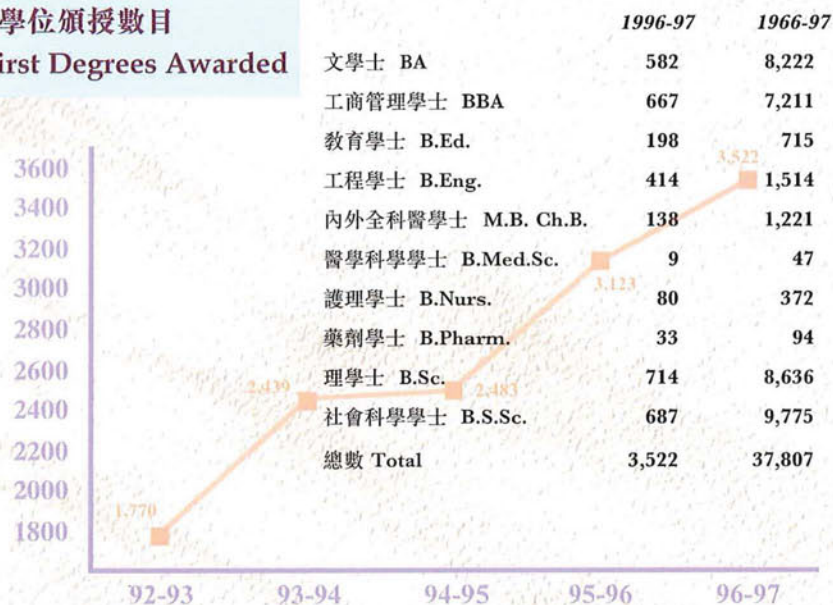 學位頒授數目
irst Degrees Awarded
1996-97 1966-97
文學士 BA 582 8,222
工商管理學士 BBA 667 7,211
教育學士 B.Ed. 198 715
工程學士 B.Eng. 414 1,514
內外全科醫學士 M.B. Ch.B. 138 1,221
醫學科學學士 B.Med.Sc. 9 47
護理學士 B.Nurs. 80 372
藥劑學士 B.Pharm. 33 94
理學士 B.Sc. 714 8,636
社會科學學士 B.S.Sc. 687 9,775
總數 Total 3,522 37,807
3600
3400
3200
3000
2800
2600
2400
2200
2000
1800
1,770
2,439
2,483
3,123
3,522
92-93 93-94 94-95 95-96 96-97